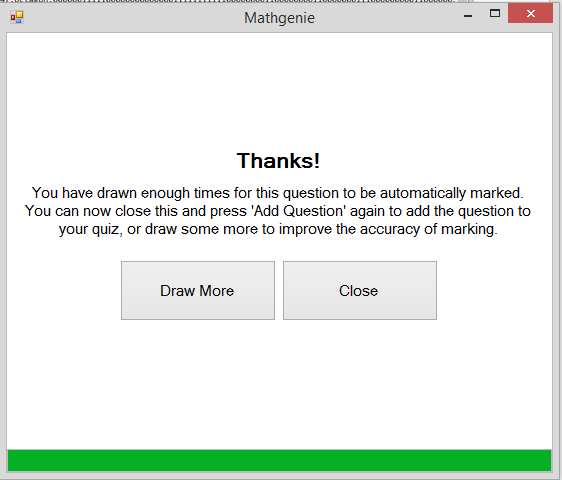 Mathgenie
Thanks!
You have drawn enough times for this question to be automatically marked.
You can now close this and press 'Add Question' again to add the question to
your quiz, or draw some more to improve the accuracy of marking.
Draw More
Close